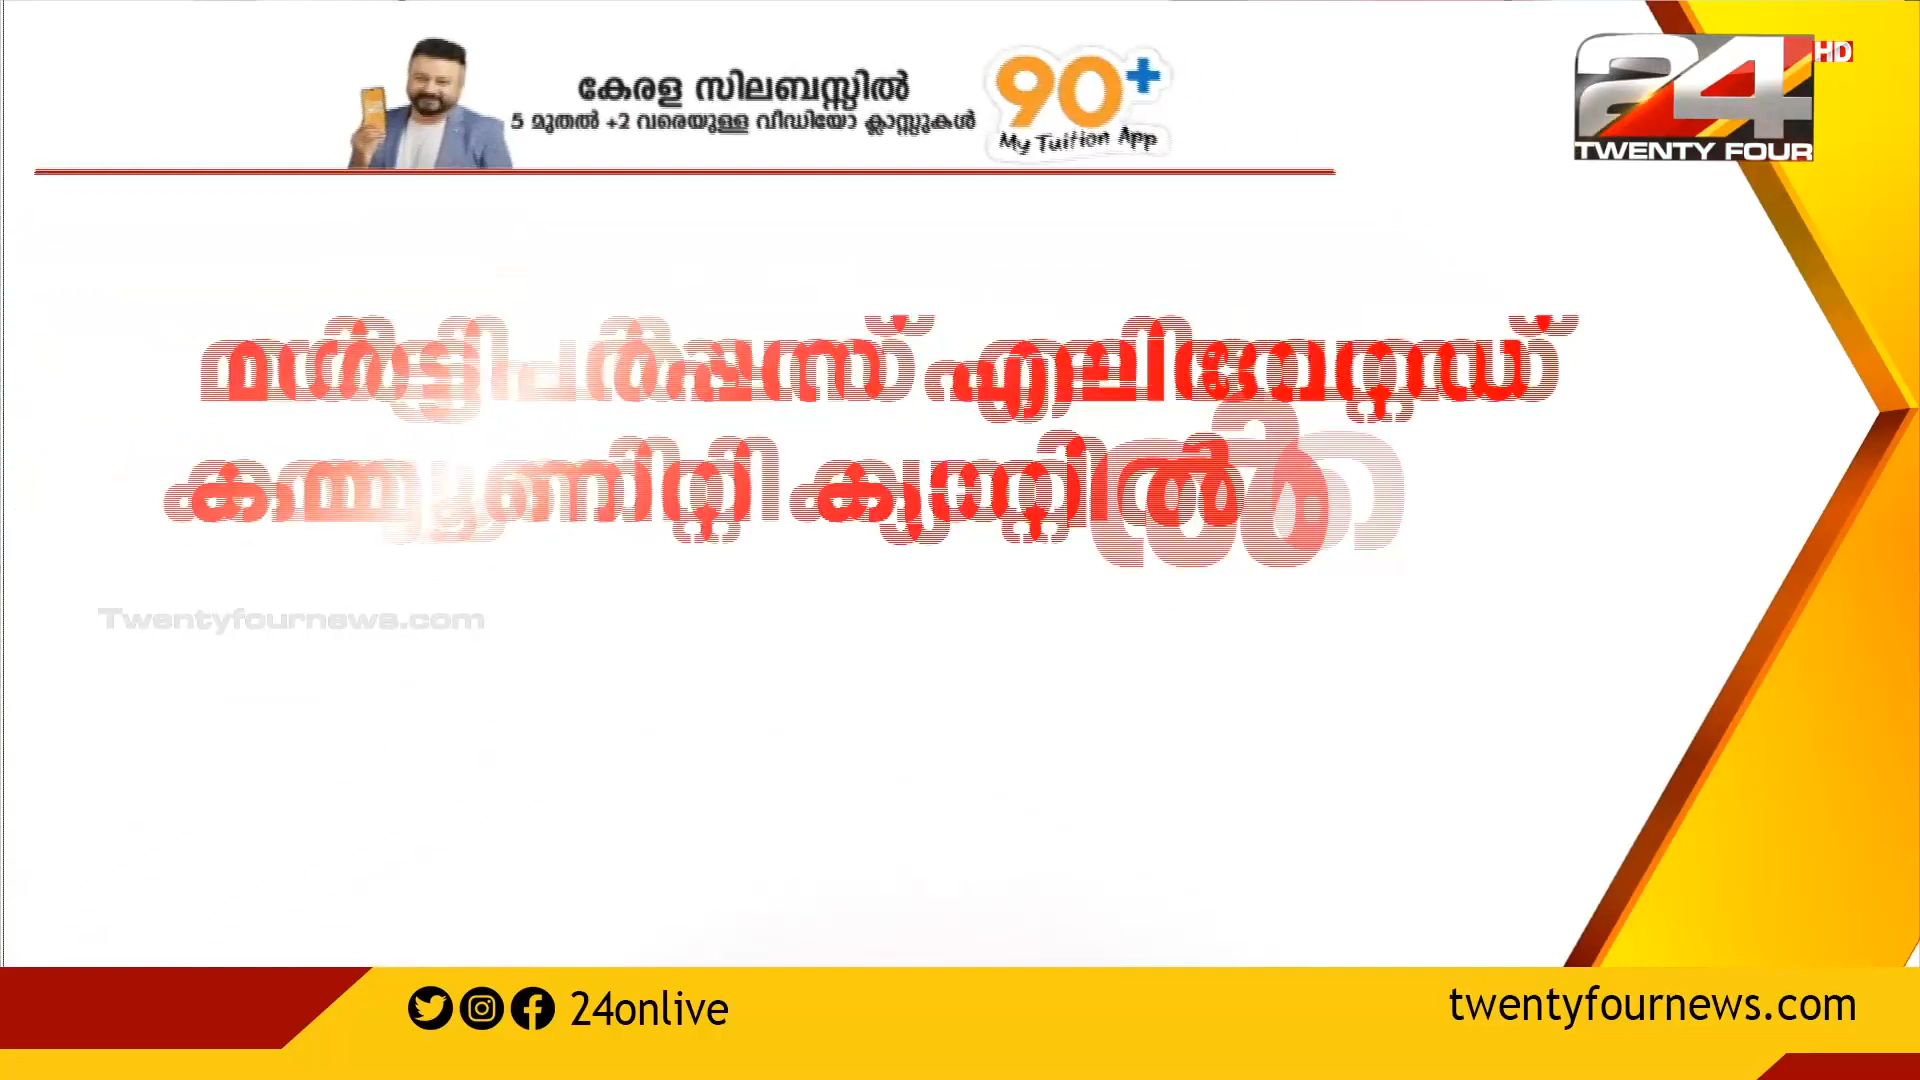 കേരള സിലബസ്സിൽ
5 മുതൽ +2 വരെയുള്ള വീഡിയോ ക്ലാസ്സുകൾ
90+
My Tuition App
24 HD
TWENTY FOUR
മൾട്ടിപർപ്പസ് എലിവേറ്റഡ്
കമ്മ്യൂണിറ്റി
Twentyfournews.com
24onlive
twentyfournews.com